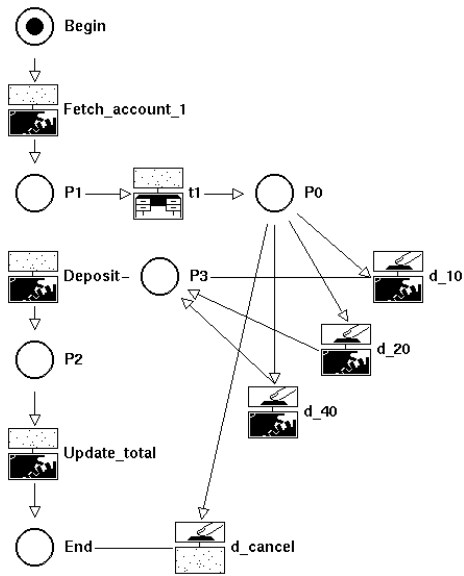 Begin
Fetch_account_1
P1
t1
P0
Deposit
P3
d_10
d_20
P2
d_40
Update_total
End
d_cancel